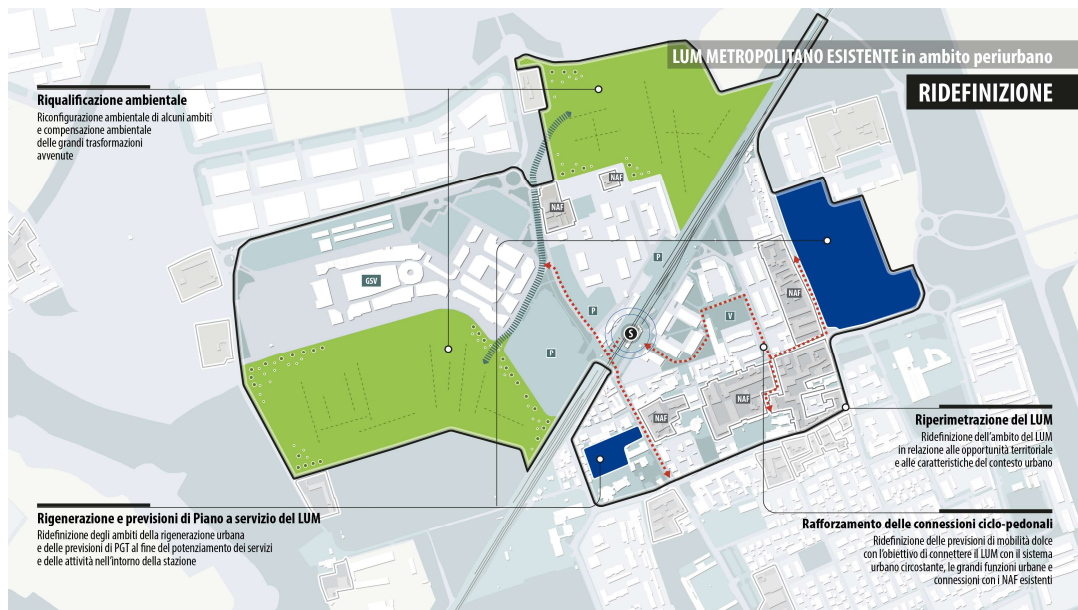 LUM METROPOLITANO ESISTENTE in ambito periurbano
RIDEFINIZIONE
Riqualificazione ambientale
Riconfigurazione ambientale di alcuni ambiti
e compensazione ambientale
delle grandi trasformazioni
avvenute
NAF
NAF
P
GSV
NAF
P
V
S
P
NAF
NAF
Riperimetrazione del LUM
Ridefinizione dell'ambito del LUM
in relazione alle opportunità territoriale
e alle caratteristiche del contesto urbano
Rigenerazione e previsioni di Piano a servizio del LUM
Ridefinizione degli ambiti della rigenerazione urbana
e delle previsioni di PGT al fine del potenziamento dei servizi
e delle attività nell'intorno della stazione
Rafforzamento delle connessioni ciclo-pedonali
Ridefinizione delle previsioni di mobilità dolce
con l'obiettivo di connettere il LUM con il sistema
urbano circostante, le grandi funzioni urbane e
connessioni con i NAF esistenti